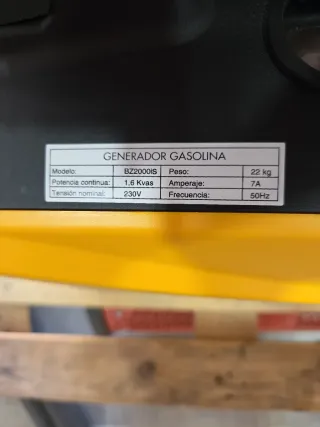 GENERADOR GASOLINA
Modelo: BZ2000IS Peso: 22 kg
Potencia continua: 1,6 Kvas Amperaje: 7A
Tensión nominal: 230V Frecuencia: 50Hz